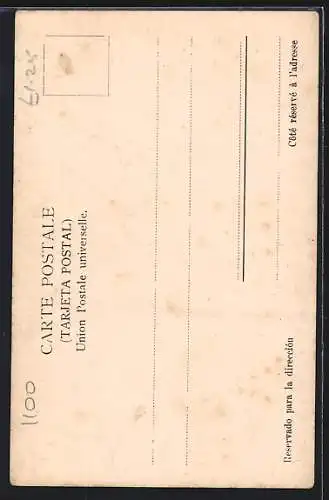 CARTE POSTALE
(TARJETA POSTAL)
Union Postale universelle.
Reservado para la dirección
Côté réservé à l'adresse
1100